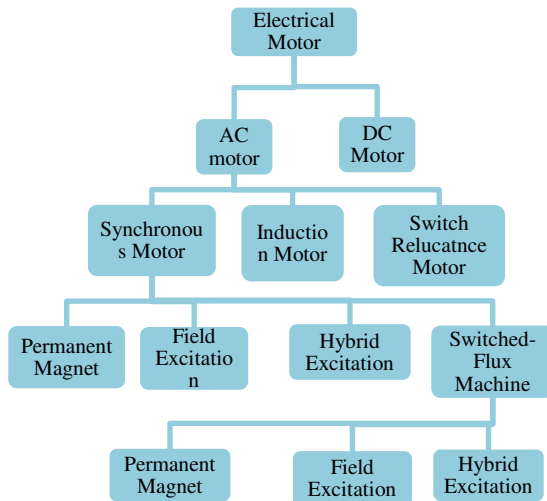 Electrical
Motor
AC
motor
DC
Motor
Synchronou
s Motor
Inductio
n Motor
Switch
Relucatnce
Motor
Permanent
Magnet
Field
Excitatio
n
Hybrid
Excitation
Switched-
Flux
Machine
Permanent
Magnet
Field
Excitation
Hybrid
Excitation